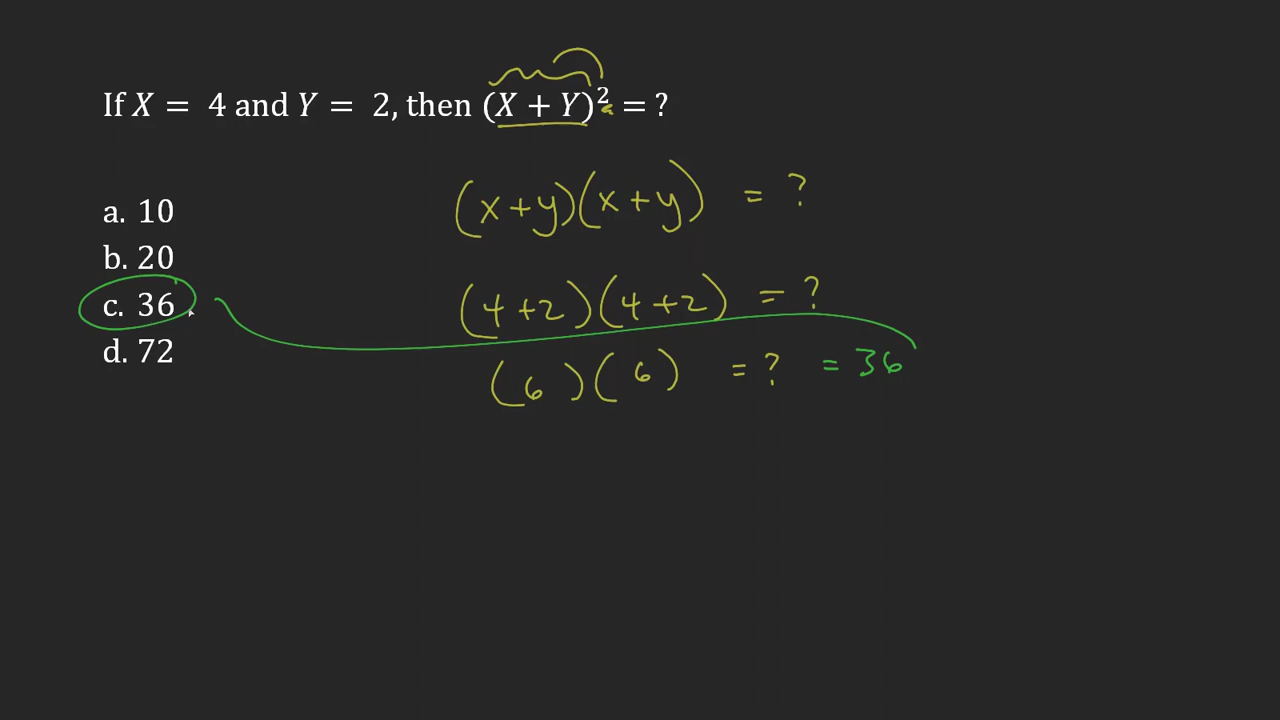 If X = 4 and Y = 2, then (X + Y)² = ?
(x+y)(x+y) = ?
a. 10
b. 20
c. 36
(4+2)(4+2) = ?
d. 72
(6)(6) = ? = 36